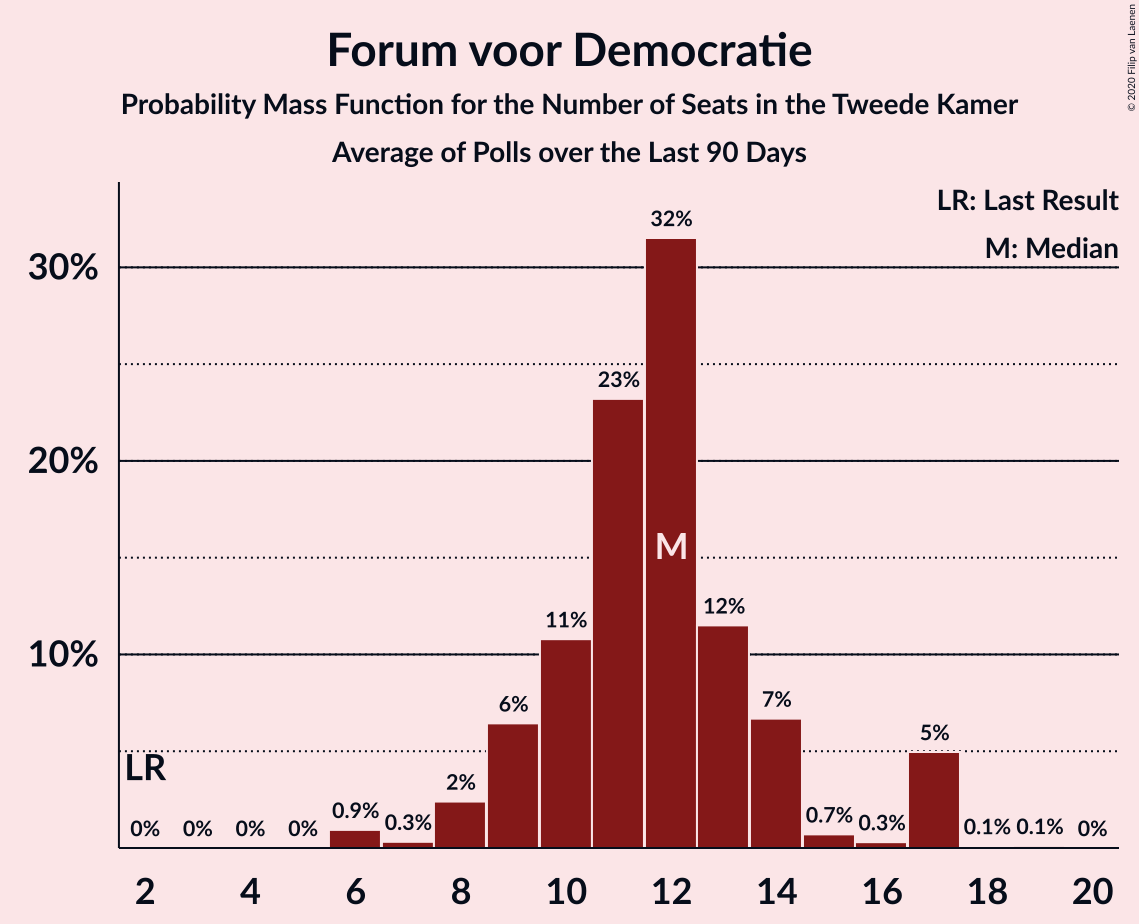 Forum voor Democratie
Probability Mass Function for the Number of Seats in the Tweede Kamer
Average of Polls over the Last 90 Days
© 2020 Filip van Laenen
LR: Last Result
M: Median
30%
20%
10%
32%
23%
M
12%
11%
7%
6%
5%
LR
2%
0% 0% 0% 0% 0.9% 0.3% 0.7% 0.3% 0.1% 0.1% 0%
2 4 6 8 10 12 14 16 18 20